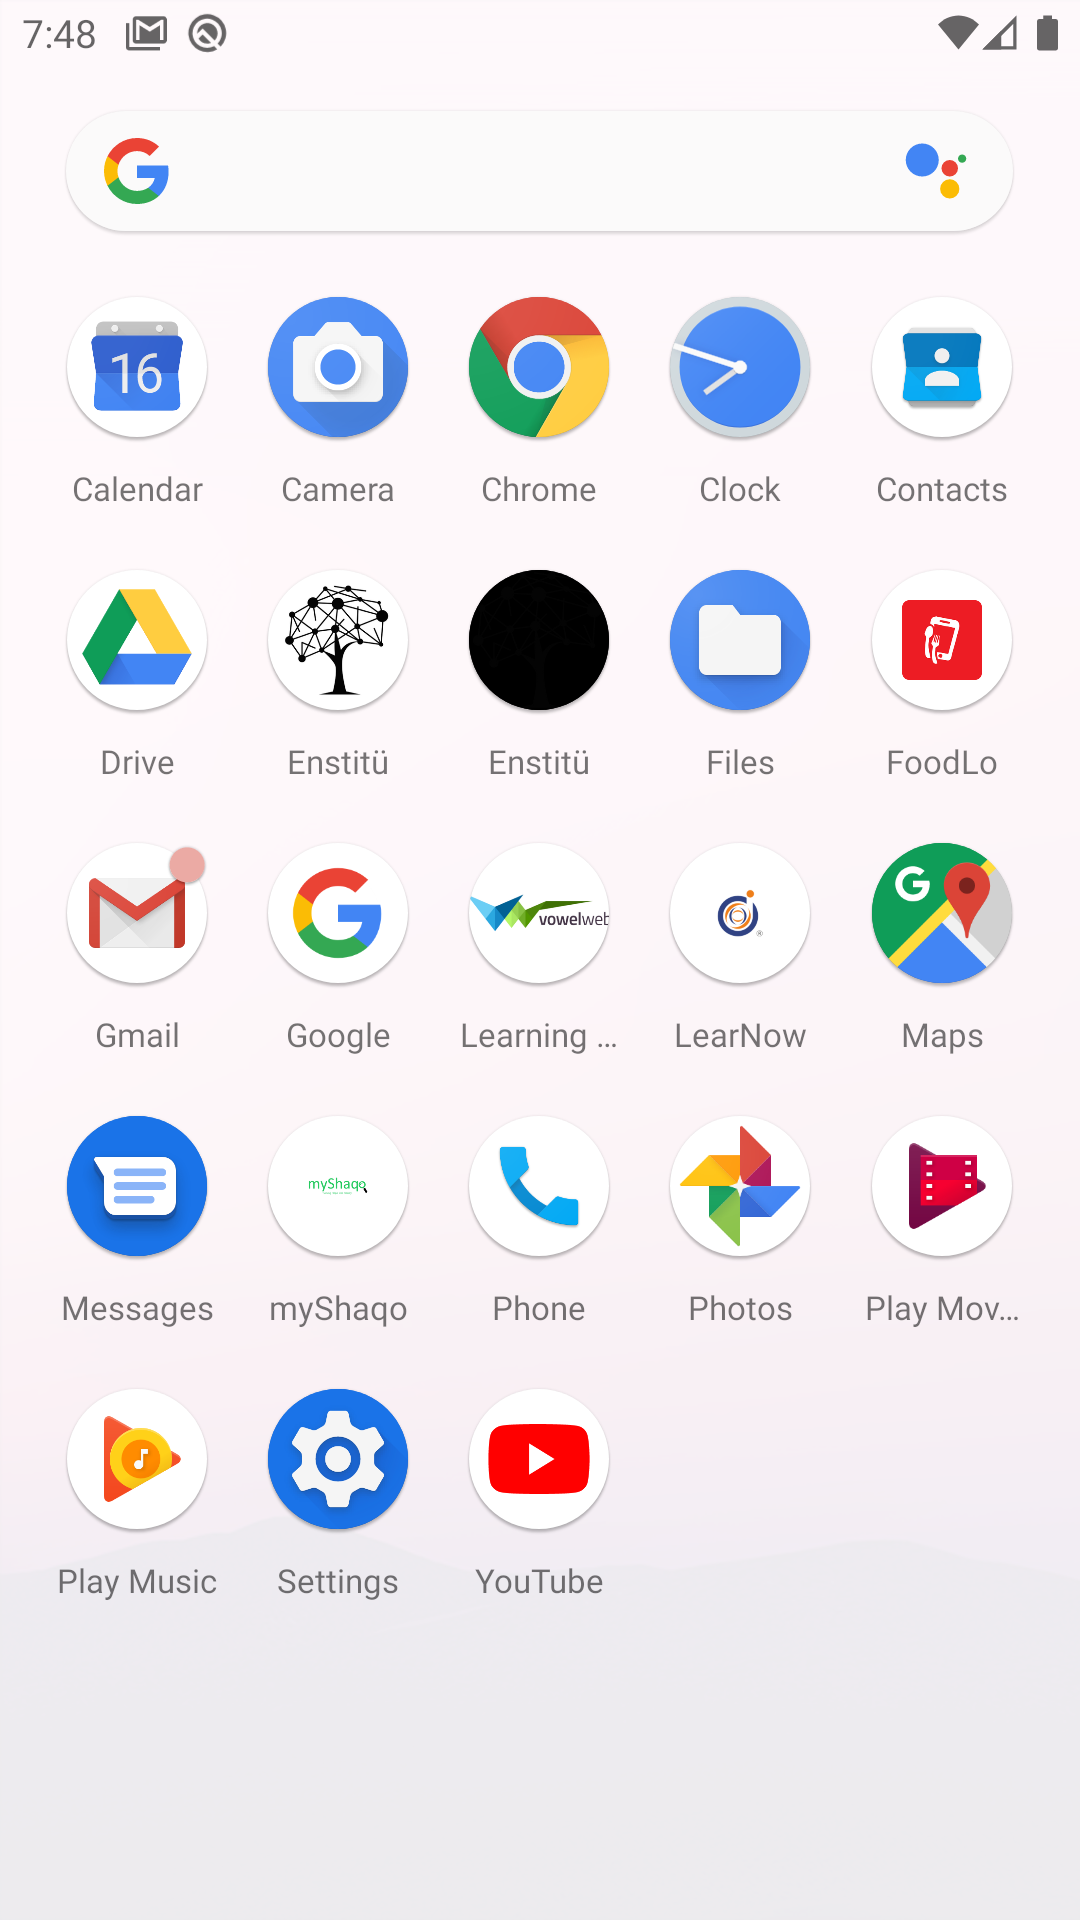 7:48
16
Calendar Camera Chrome Clock Contacts
Drive Enstitü Enstitü Files FoodLo
vowelweb
Gmail Google Learning ... LearNow Maps
myShaqo
Messages myShaqo Phone Photos Play Mov...
Play Music Settings YouTube